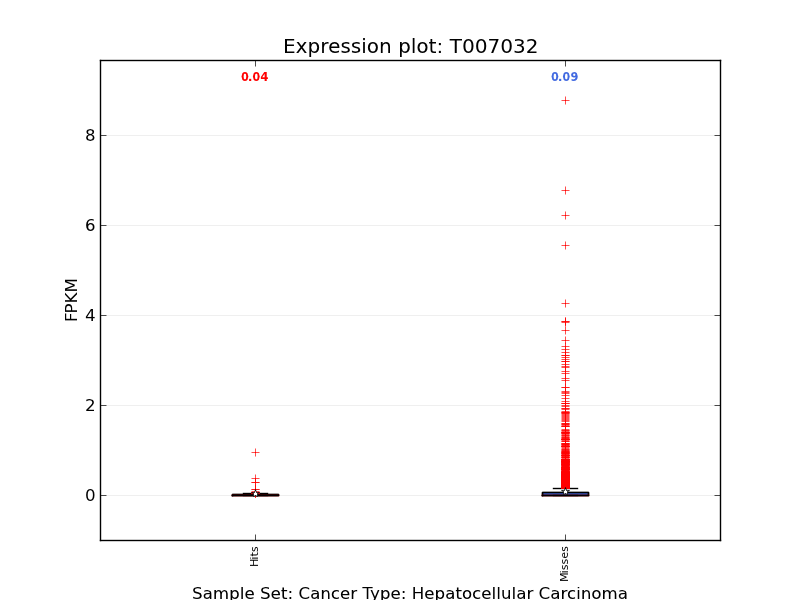 Expression plot: T007032
0.04
0.09
8
6
4
2
0
FPKM
Hits
Misses
Sample Set: Cancer Type: Hepatocellular Carcinoma